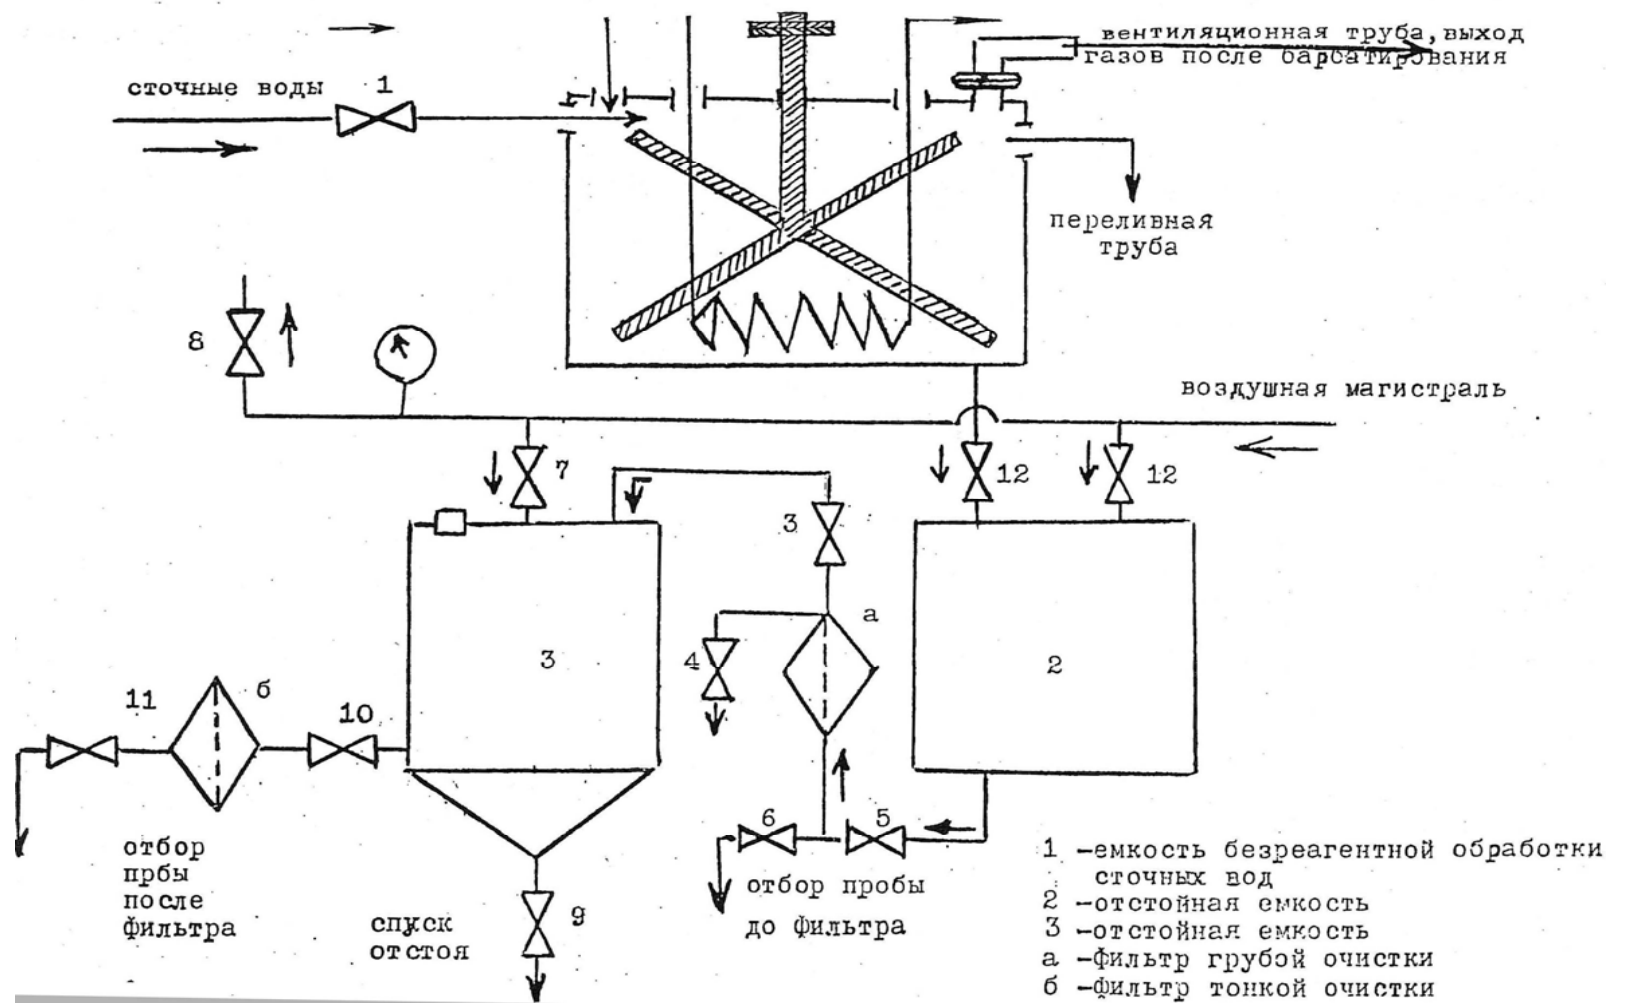 вентиляционная труба,выход
газов после барботирования
сточные воды
1
переливная
труба
8
воздушная магистраль
7
12
12
3
а
3
4
2
11
б
10
6
5
отбор
прбы
после
фильтра
спуск
отстоя
9
отбор пробы
до фильтра
1 -емкость безреагентной обработки
сточных вод
2 -отстойная емкость
3 -отстойная емкость
а -фильтр грубой очистки
б -фильтр тонкой очистки